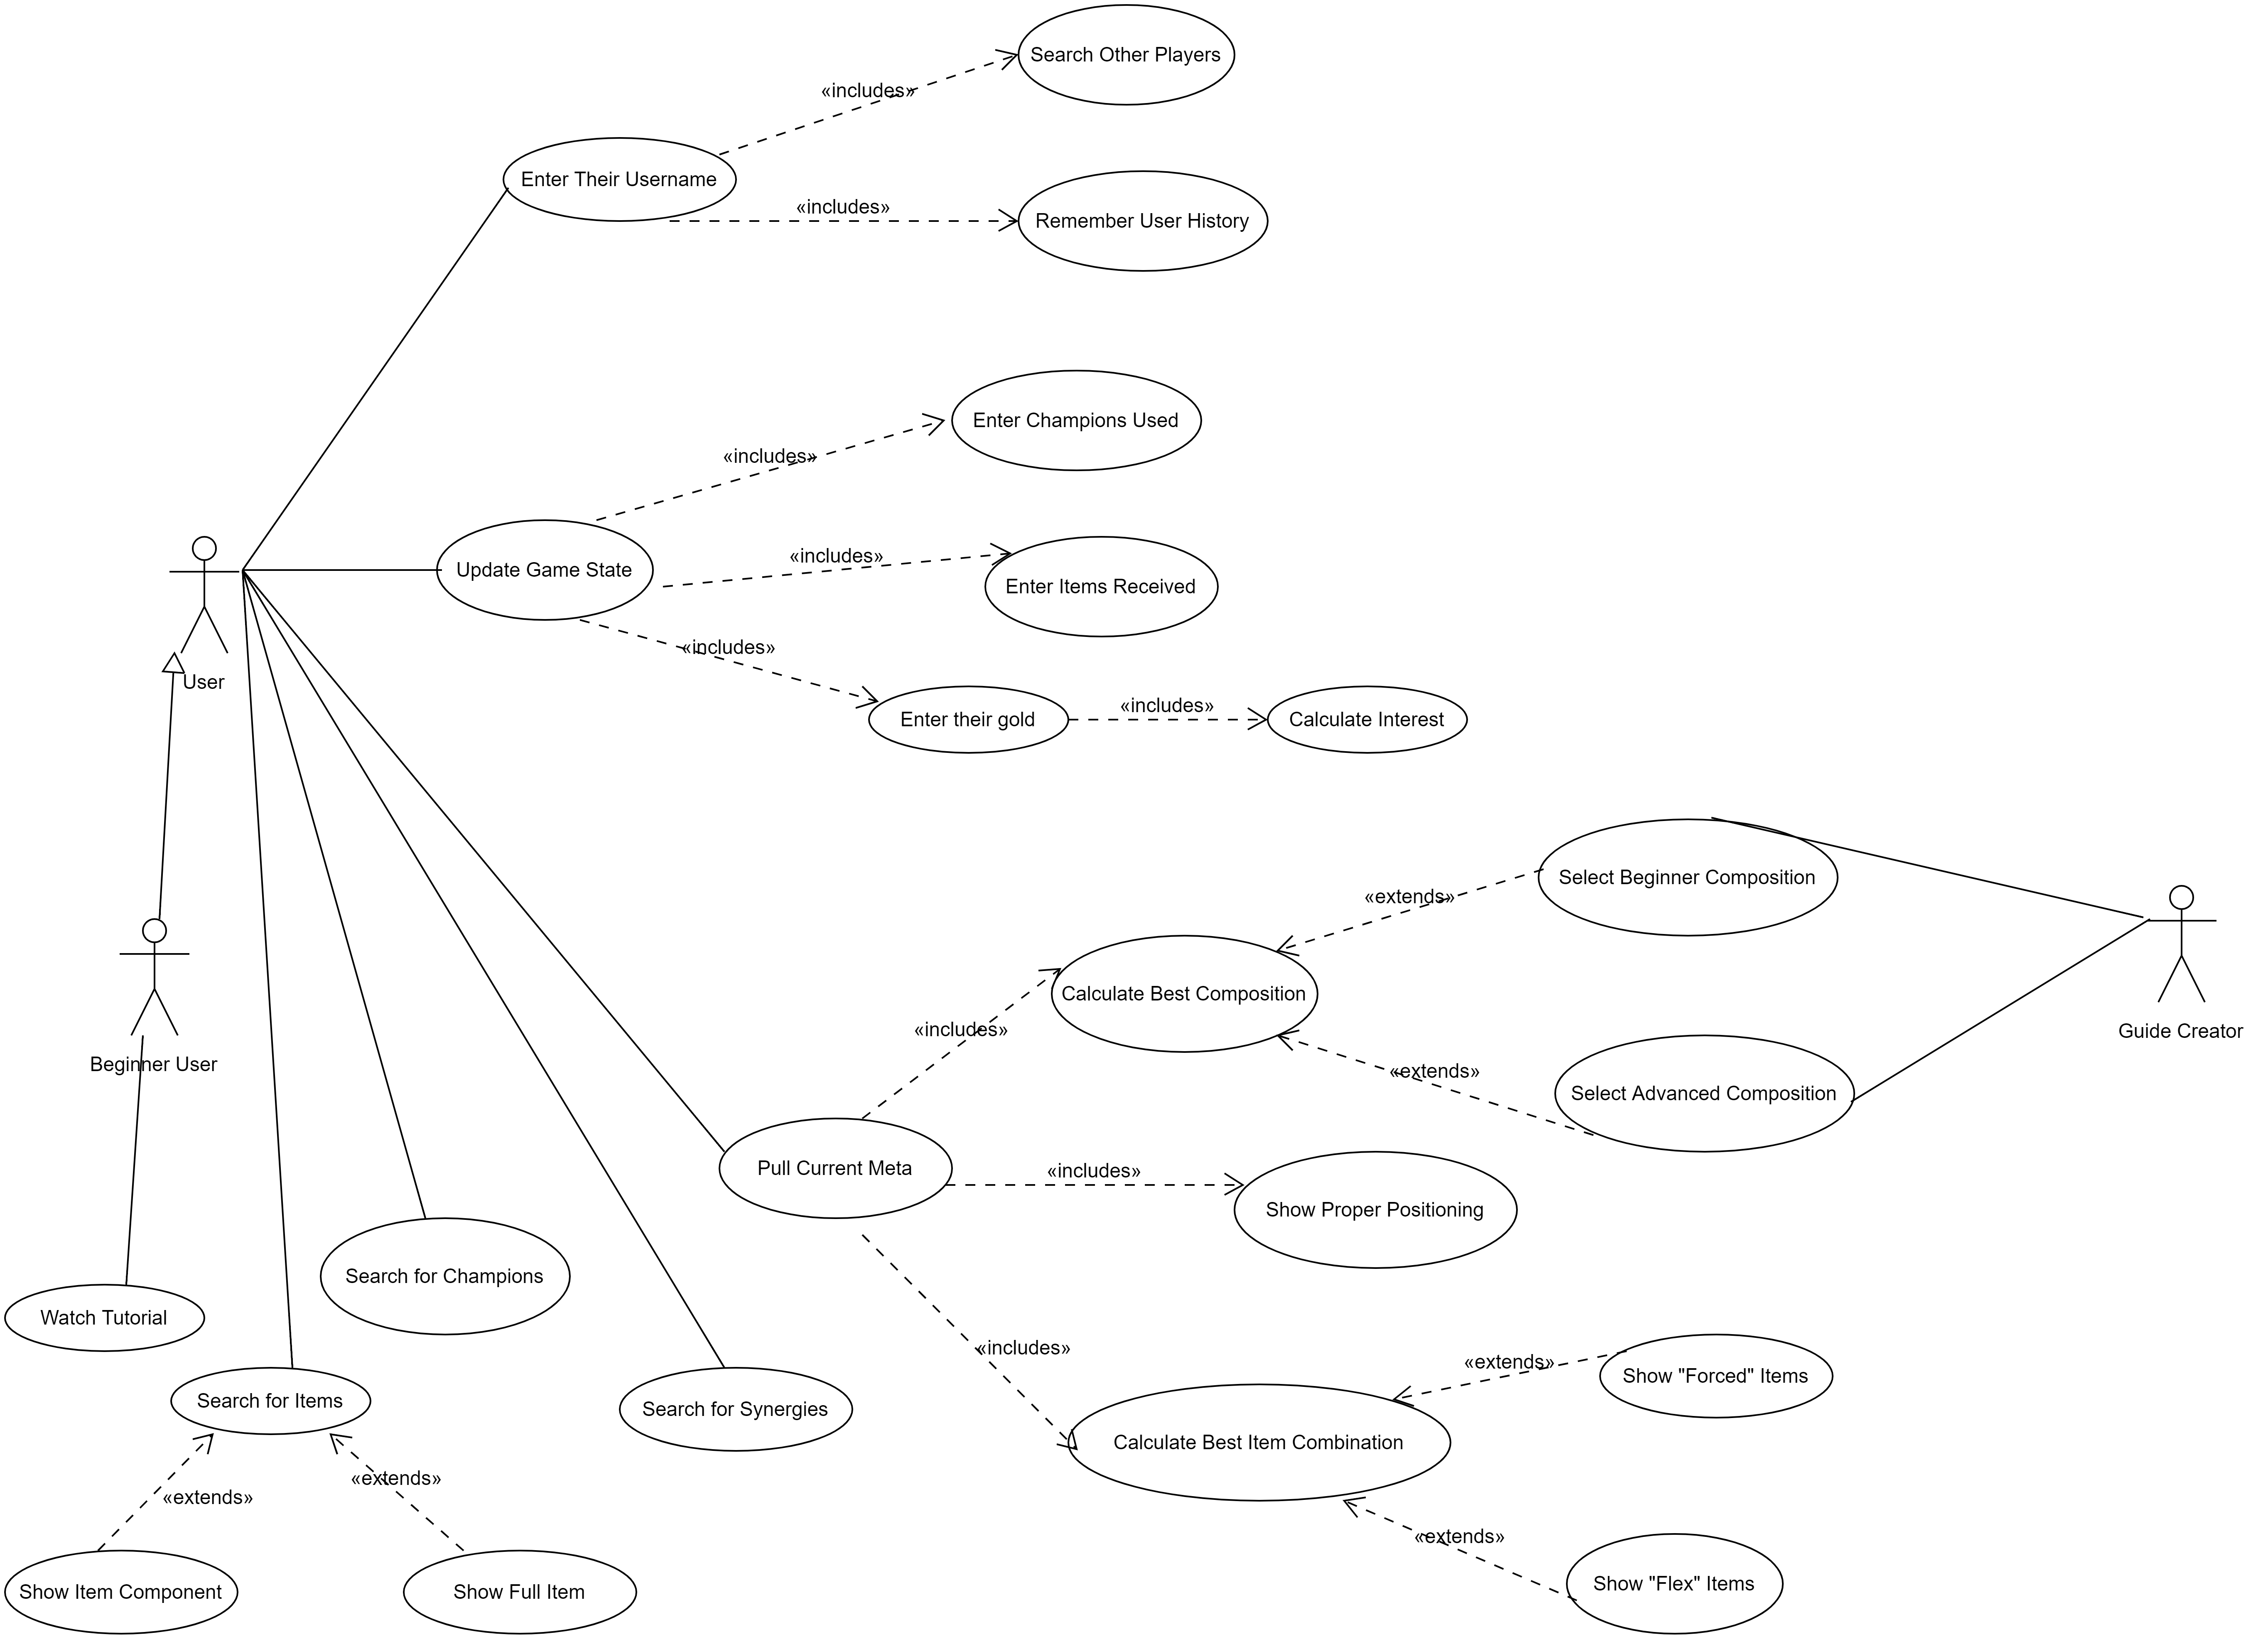 Search Other Players
«includes»
Enter Their Username
«includes»
Remember User History
Enter Champions Used
«includes»
«includes»
Update Game State
Enter Items Received
«includes»
User
Enter their gold
«includes»
Calculate Interest
Select Beginner Composition
«extends»
Calculate Best Composition
«includes»
Guide Creator
Beginner User
«extends»
Select Advanced Composition
Pull Current Meta
«includes»
Show Proper Positioning
Search for Champions
Watch Tutorial
«includes»
«extends»
Show "Forced" Items
Search for Items
Search for Synergies
Calculate Best Item Combination
«extends»
«extends»
«extends»
Show "Flex" Items
Show Item Component
Show Full Item